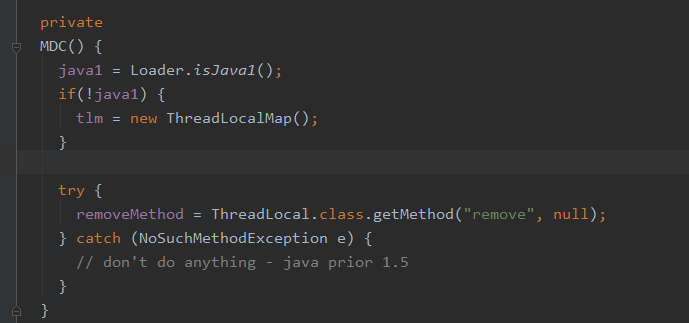 private
MDC() {
java1 = Loader.isJava1();
if(!java1) {
tlm = new ThreadLocalMap();
}
try {
removeMethod = ThreadLocal.class.getMethod("remove", null);
} catch (NoSuchMethodException e) {
// don't do anything - java prior 1.5
}
}